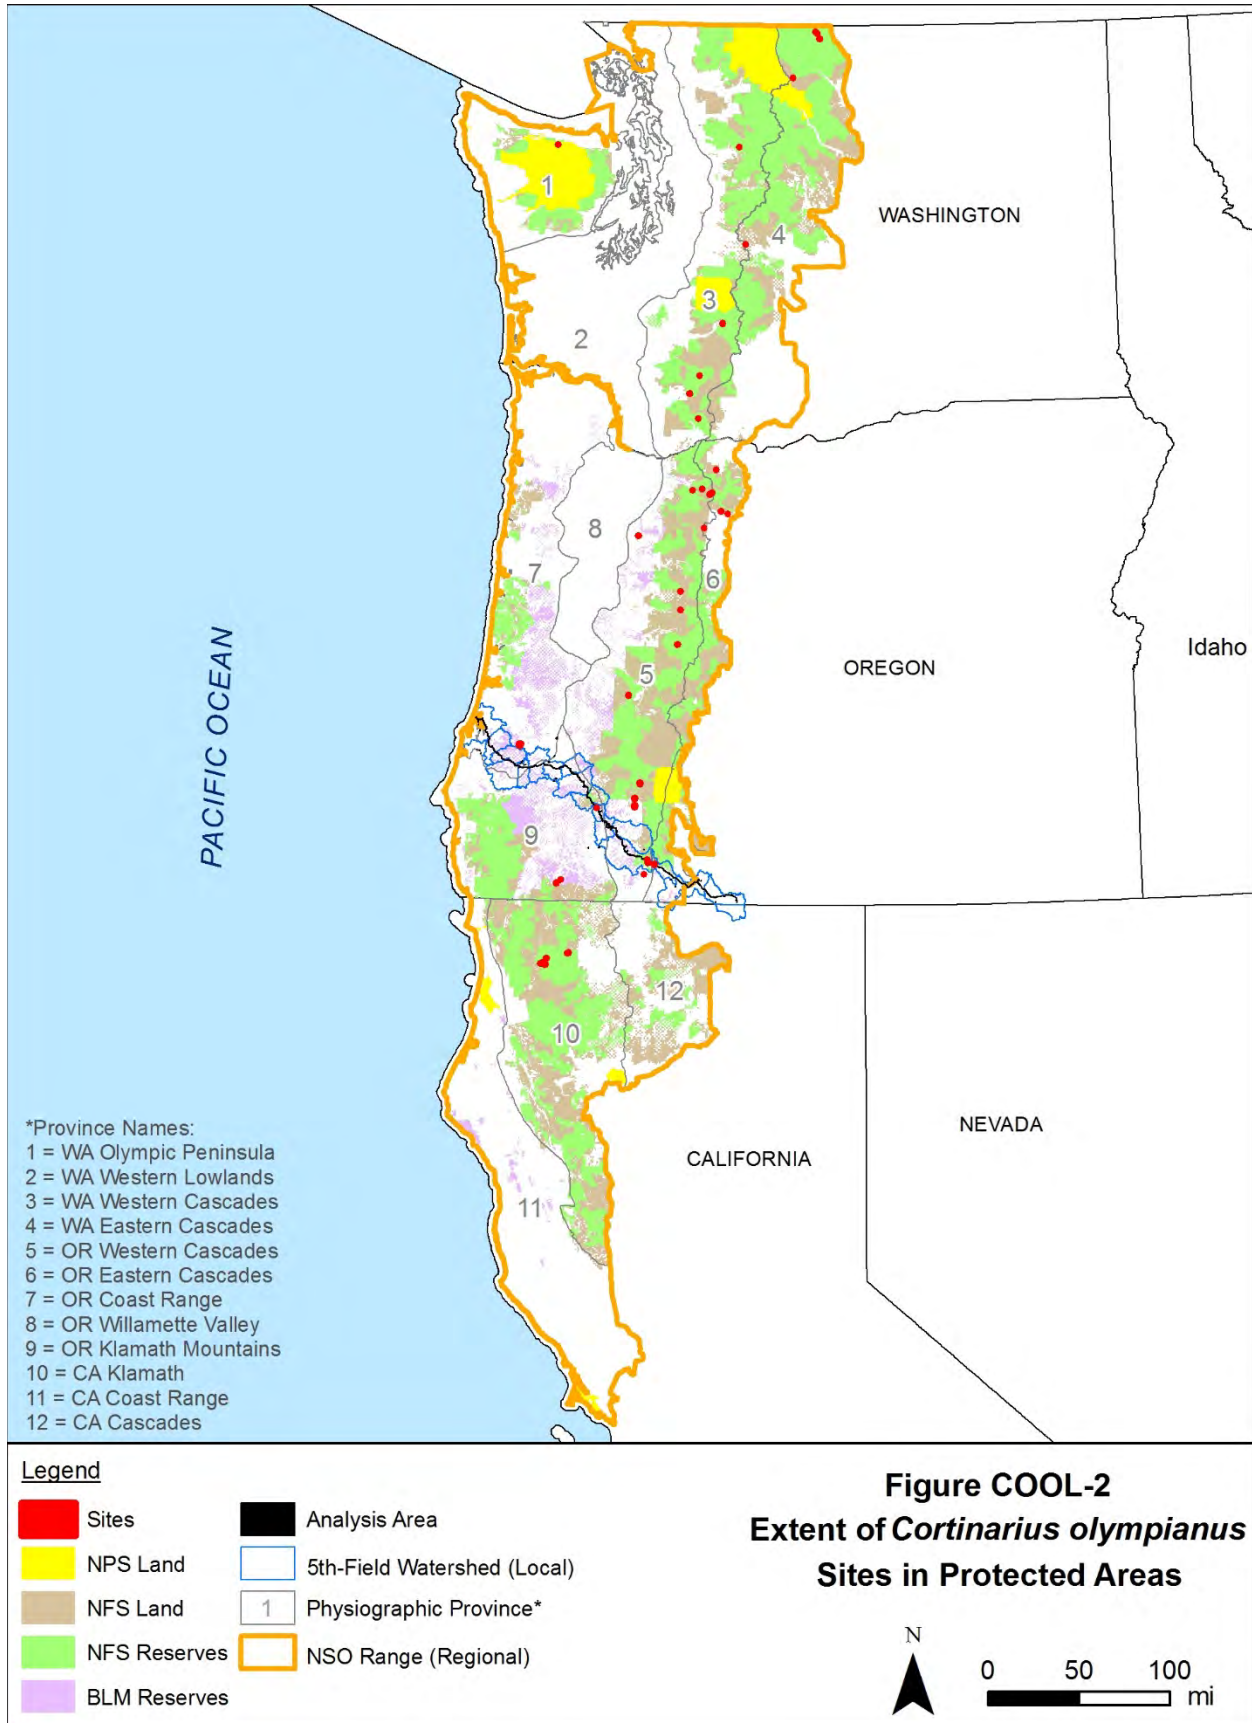 WASHINGTON
1
4
3
2
8
7
6
Idaho
OREGON
5
PACIFIC OCEAN
9
12
10
NEVADA
CALIFORNIA
11
*Province Names:
1 = WA Olympic Peninsula
2 = WA Western Lowlands
3 = WA Western Cascades
4 = WA Eastern Cascades
5 = OR Western Cascades
6 = OR Eastern Cascades
7 = OR Coast Range
8 = OR Willamette Valley
9 = OR Klamath Mountains
10 = CA Klamath
11 = CA Coast Range
12 = CA Cascades
Legend
Sites
NPS Land
NFS Land
NFS Reserves
BLM Reserves
Analysis Area
5th-Field Watershed (Local)
1 Physiographic Province*
NSO Range (Regional)
Figure COOL-2
Extent of Cortinarius olympianus
Sites in Protected Areas
N
0 50 100
mi